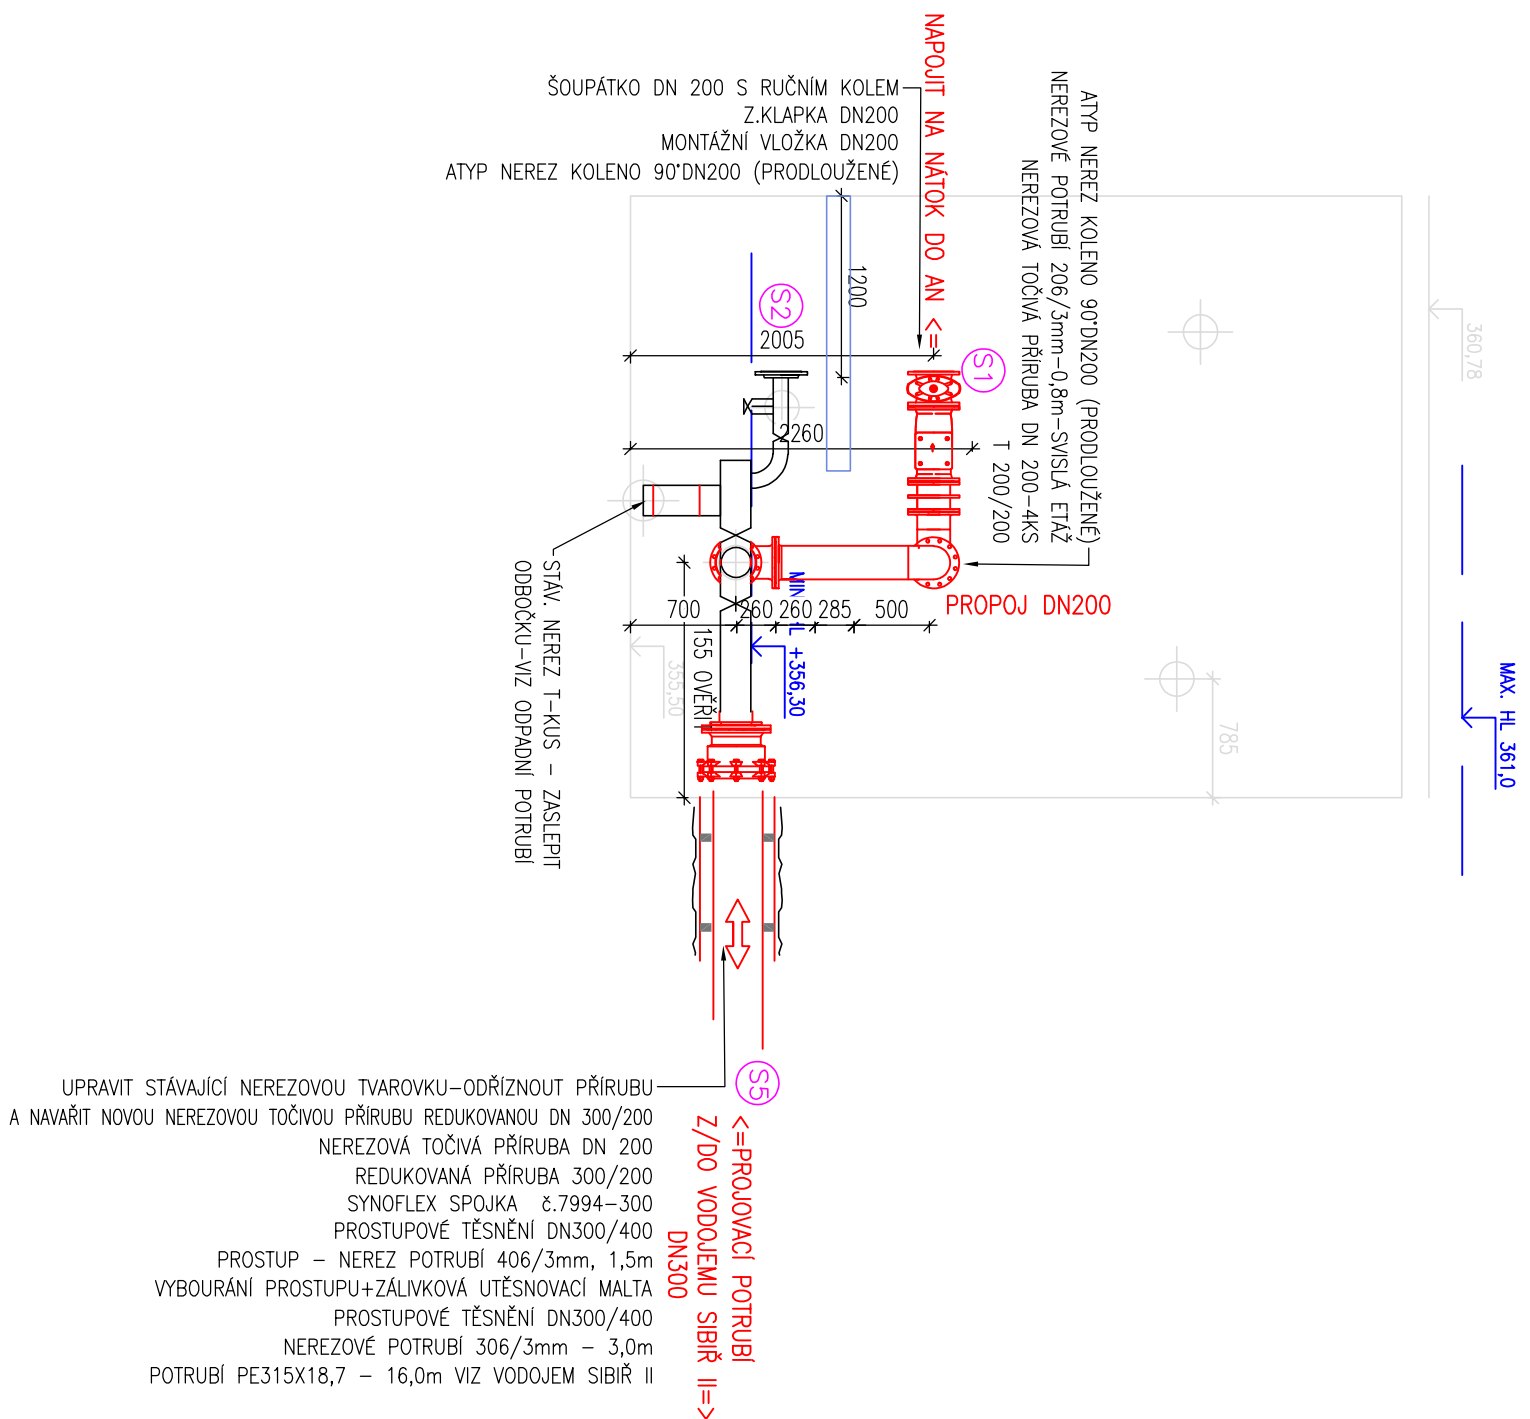 NAPOJIT NA NÁTOK DO AN <=
ŠOUPÁTKO DN 200 S RUČNÍM KOLEM
Z.KLAPKA DN200
MONTÁŽNÍ VLOŽKA DN200
ATYP NEREZ KOLENO 90°DN200 (PRODLOUŽENÉ)
ATYP NEREZ KOLENO 90°DN200 (PRODLOUŽENÉ)
NEREZOVÉ POTRUBÍ 206/3mm-0,8m-SVISLÁ ETÁŽ
NEREZOVÁ TOČIVÁ PŘÍRUBA DN 200-4KS
T 200/200
1200
S2
2005
S1
360,78
2260
PROPOJ DN200
MIN HL +356,30
700
260
260
285
500
155 OVĚŘI
355,50
785
MAX. HL 361,0
STÁV. NEREZ T-KUS - ZASLEPIT
ODBOČKU-VIZ ODPADNÍ POTRUBÍ
S5
UPRAVIT STÁVAJÍCÍ NEREZOVOU TVAROVKU-ODŘÍZNOUT PŘÍRUBU
A NAVAŘIT NOVOU NEREZOVOU TOČIVOU PŘÍRUBU REDUKOVANOU DN 300/200
NEREZOVÁ TOČIVÁ PŘÍRUBA DN 200
REDUKOVANÁ PŘÍRUBA 300/200
SYNOFLEX SPOJKA č.7994-300
PROSTUPOVÉ TĚSNĚNÍ DN300/400
PROSTUP - NEREZ POTRUBÍ 406/3mm, 1,5m
VYBOURÁNÍ PROSTUPU+ZÁLIVKOVÁ UTĚSNOVACÍ MALTA
PROSTUPOVÉ TĚSNĚNÍ DN300/400
NEREZOVÉ POTRUBÍ 306/3mm - 3,0m
POTRUBÍ PE315X18,7 - 16,0m VIZ VODOJEM SIBIŘ II
<=PROJOVACÍ POTRUBÍ
Z/DO VODOJEMU SIBIŘ II=>
DN300